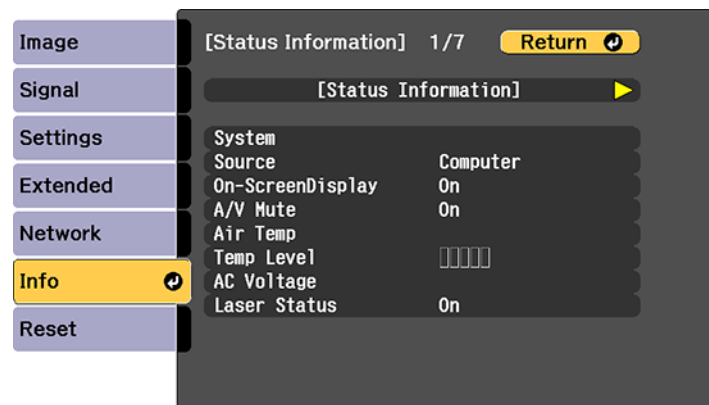 Image
Signal
Settings
Extended
Network
Info
Reset
[Status Information] 1/7 Return
[Status Information]
System
Source Computer
On-ScreenDisplay On
A/V Mute On
Air Temp
Temp Level
AC Voltage
Laser Status On